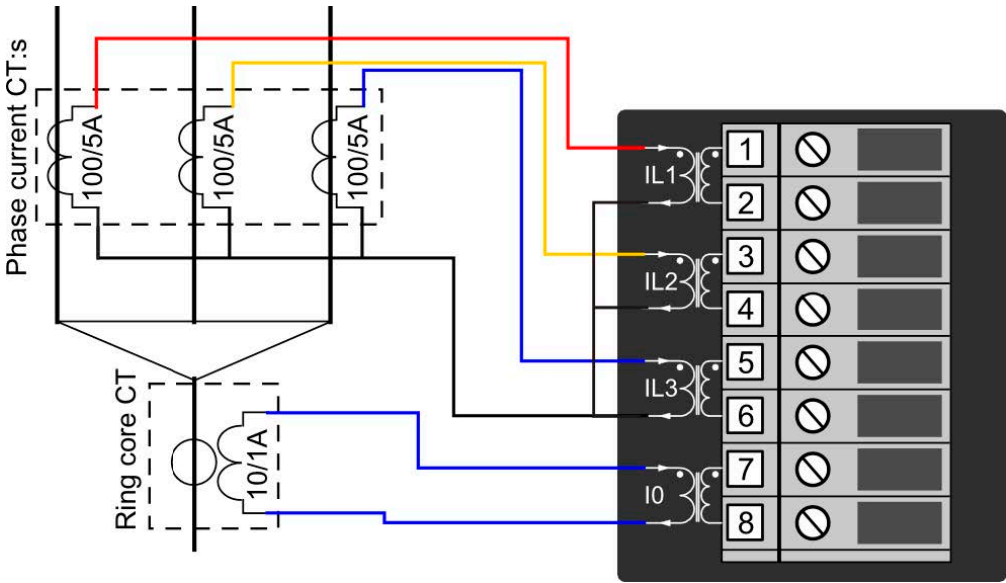 Phase current CT:s
100/5A
100/5A
100/5A
Ring core CT
10/1A
IL1
IL2
IL3
I0
1
2
3
4
5
6
7
8